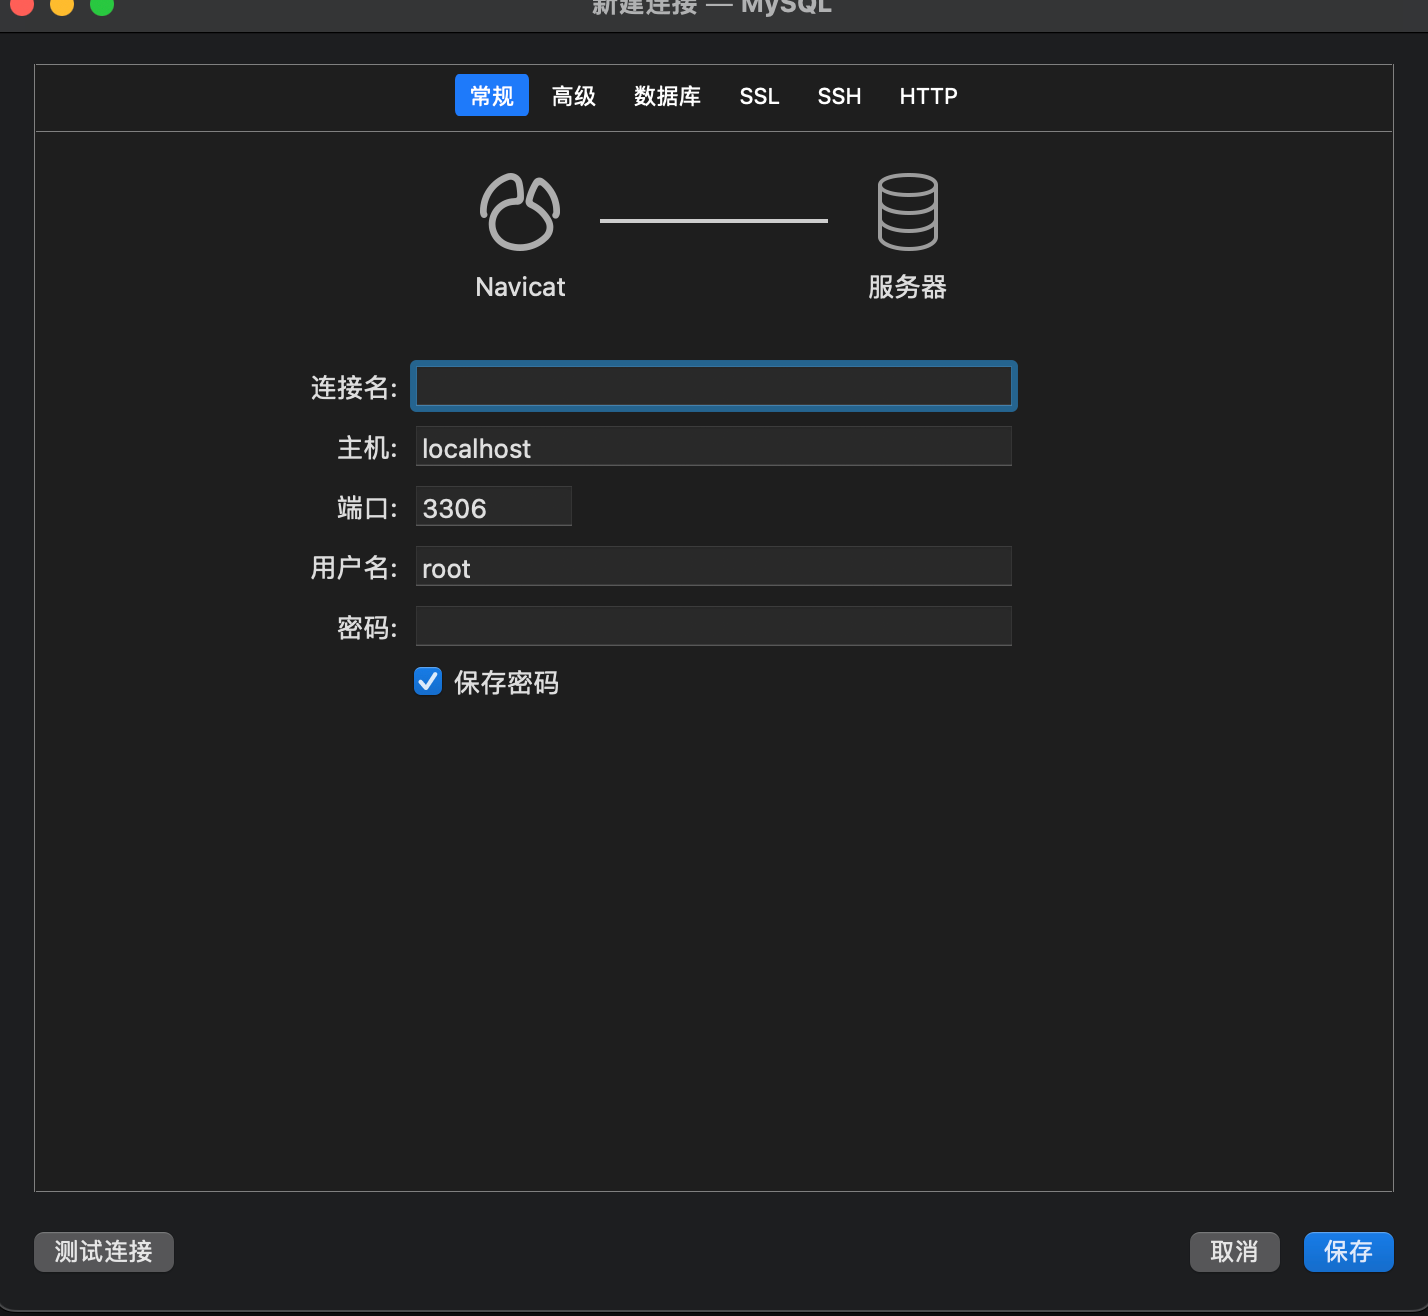 新建连接 — MySQL
常规 高级 数据库 SSL SSH HTTP
Navicat 服务器
连接名:
主机: localhost
端口: 3306
用户名: root
密码:
保存密码
测试连接 取消 保存